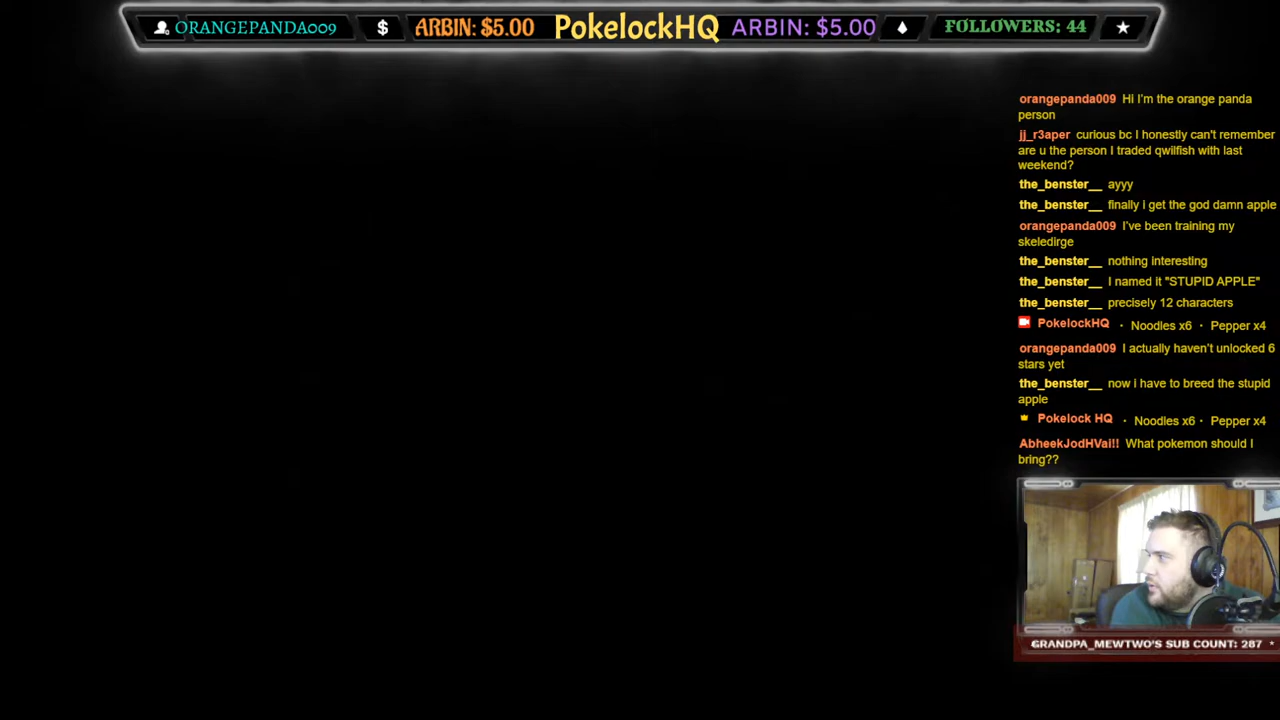 ORANGEPANDA009 $ ARBIN: $5.00 PokelockHQ ARBIN: $5.00 FOLLOWERS: 44
orangepanda009 Hi I'm the orange panda
person
jj_r3aper curious bc I honestly can't remember
are u the person I traded qwilfish with last
weekend?
the_benster__ ayyy
the_benster__ finally i get the god damn apple
orangepanda009 I've been training my
skeledirge
the_benster__ nothing interesting
the_benster__ I named it "STUPID APPLE"
the_benster__ precisely 12 characters
PokelockHQ · Noodles x6 · Pepper x4
orangepanda009 I actually haven't unlocked 6
stars yet
the_benster__ now i have to breed the stupid
apple
Pokelock HQ · Noodles x6 · Pepper x4
AbheekJodHVai!! What pokemon should I
bring??
GRANDPA_MEWTWO'S SUB COUNT: 287 *